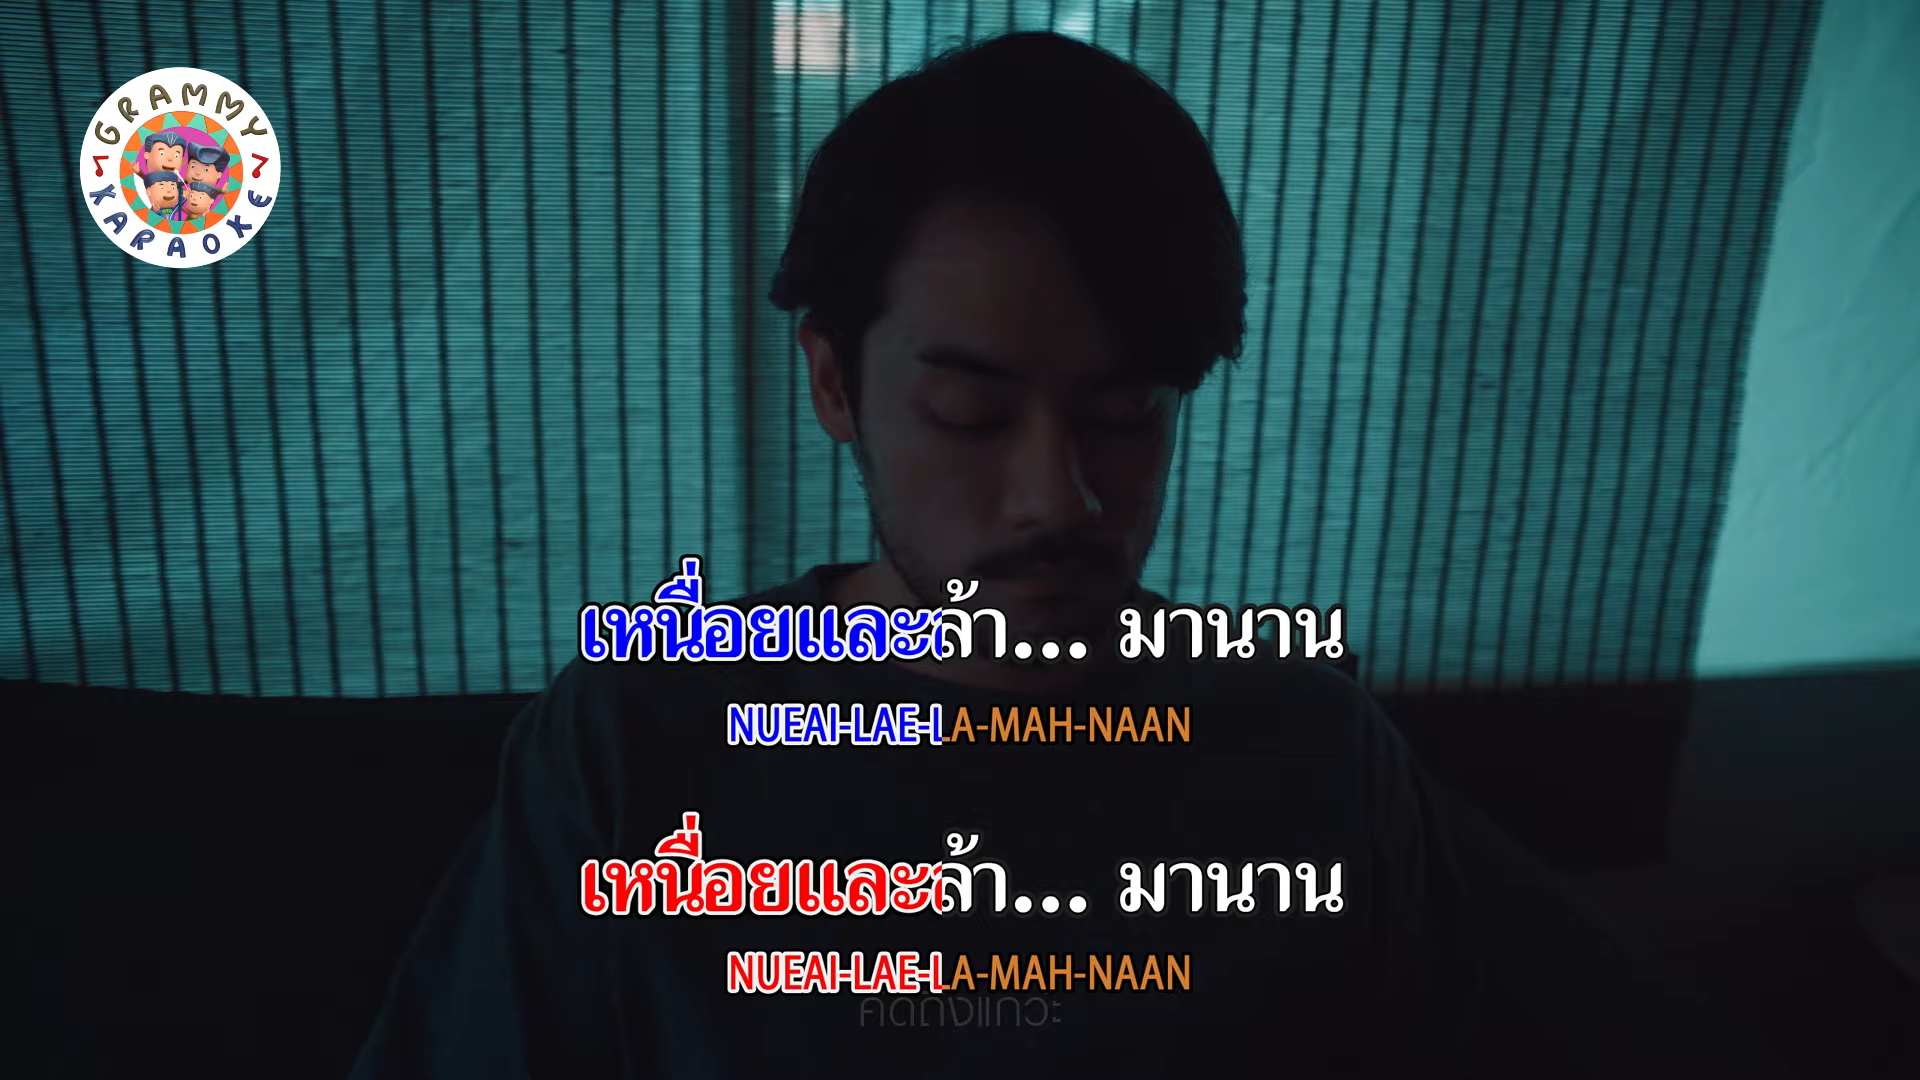 GRAMMY
KARAOKE
เหนื่อยและล้า... มานาน
NUEAI-LAE-LA-MAH-NAAN
เหนื่อยและล้า... มานาน
NUEAI-LAE-LA-MAH-NAAN
คิดถึงแกว่ะ